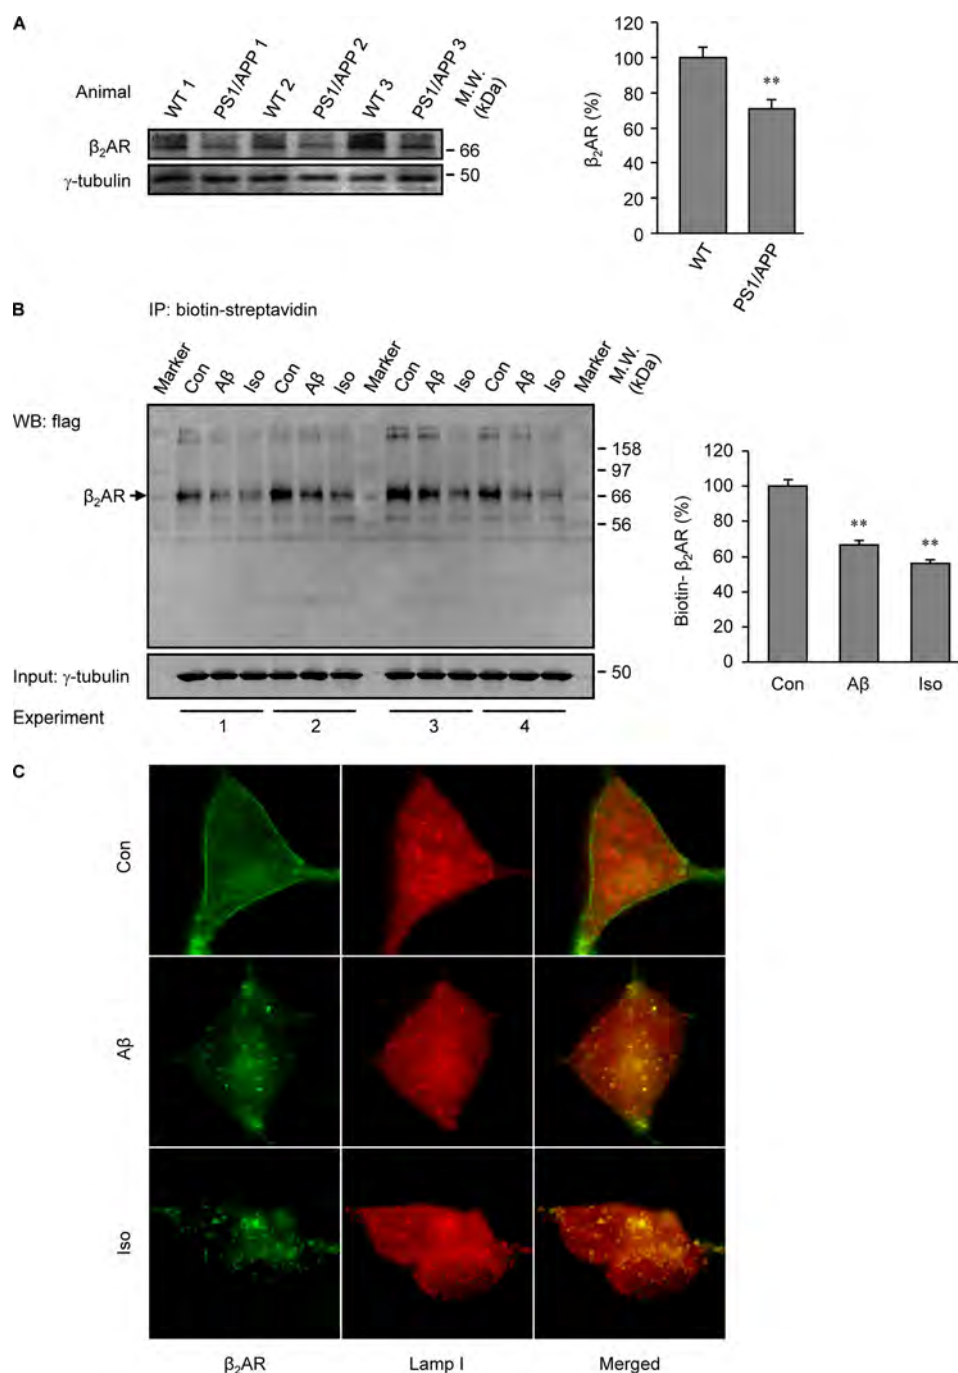 A
Animal
WT 1
PS1/APP 1
WT 2
PS1/APP 2
WT 3
PS1/APP 3
M.W.
(kDa)
β₂AR
66
γ-tubulin
50
β₂AR (%)
120
100
80
60
40
20
0
**
WT
PS1/APP
B
IP: biotin-streptavidin
Marker
Con
Aβ
Iso
Con
Aβ
Iso
Marker
Con
Aβ
Iso
Con
Aβ
Iso
Marker
M.W.
(kDa)
WB: flag
158
97
β₂AR
66
56
Input: γ-tubulin
50
Experiment
1
2
3
4
Biotin- β₂AR (%)
120
100
80
60
40
20
0
**
**
Con
Aβ
Iso
C
Con
Aβ
Iso
β₂AR
Lamp I
Merged